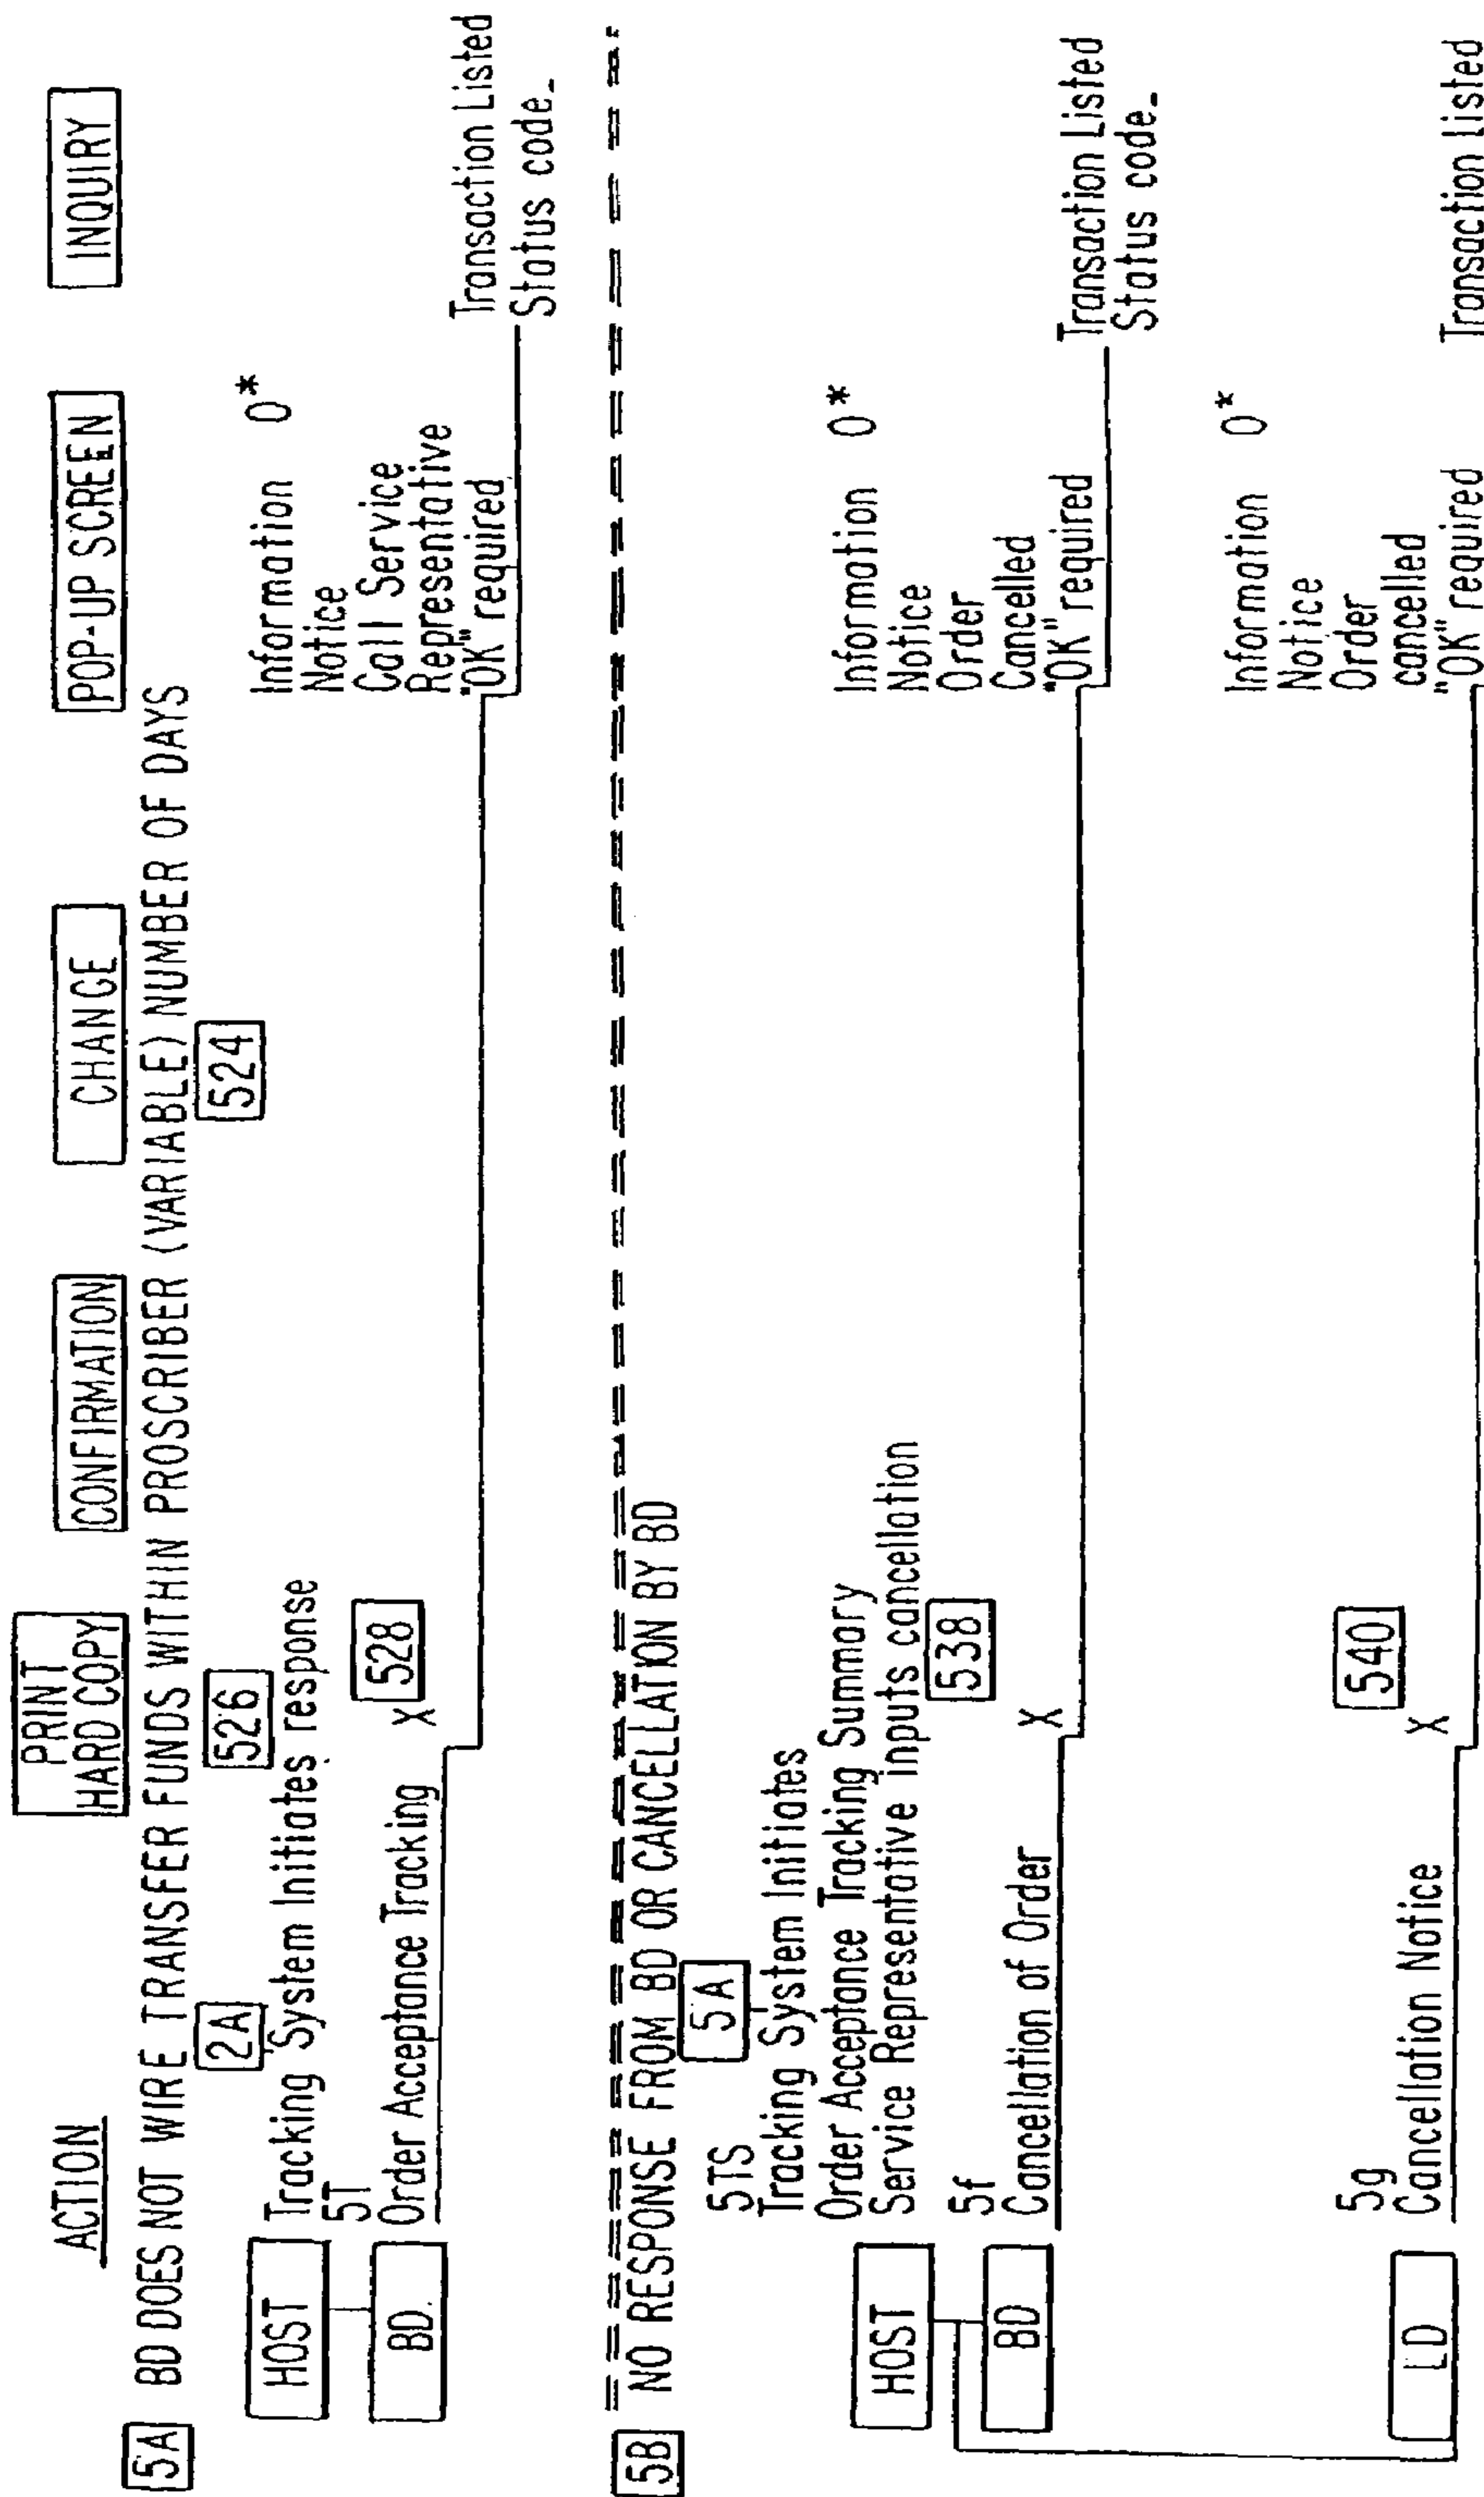 ACTION
PRINT
HARD COPY
CONFIRMATION
CHANGE
POP-UP SCREEN
INQUIRY
5A BD DOES NOT WIRE TRANSFER FUNDS WITHIN PROSCRIBER (VARIABLE) NUMBER OF DAYS
2A
526
524
HOST
Tracking System Initiates response
5T
BD.
Order Acceptance Tracking
X
528
Information 0*
Notice
Call Service
Representative
"OK" required
Transaction Listed
Status code_
5B NO RESPONSE FROM BD OR CANCELLATION BY BD
5TS
5A
Tracking System Initiates
Order Acceptance Tracking Summary
Service Representative inputs cancellation
HOST
5f
538
BD
Cancellation of Order
X
Information 0*
Notice
Order
Cancelled
"OK" required
Transaction Listed
Status code_
5g
540
LD
Cancellation Notice
X
Information 0*
Notice
Order
cancelled
"OK" required
Transaction Listed